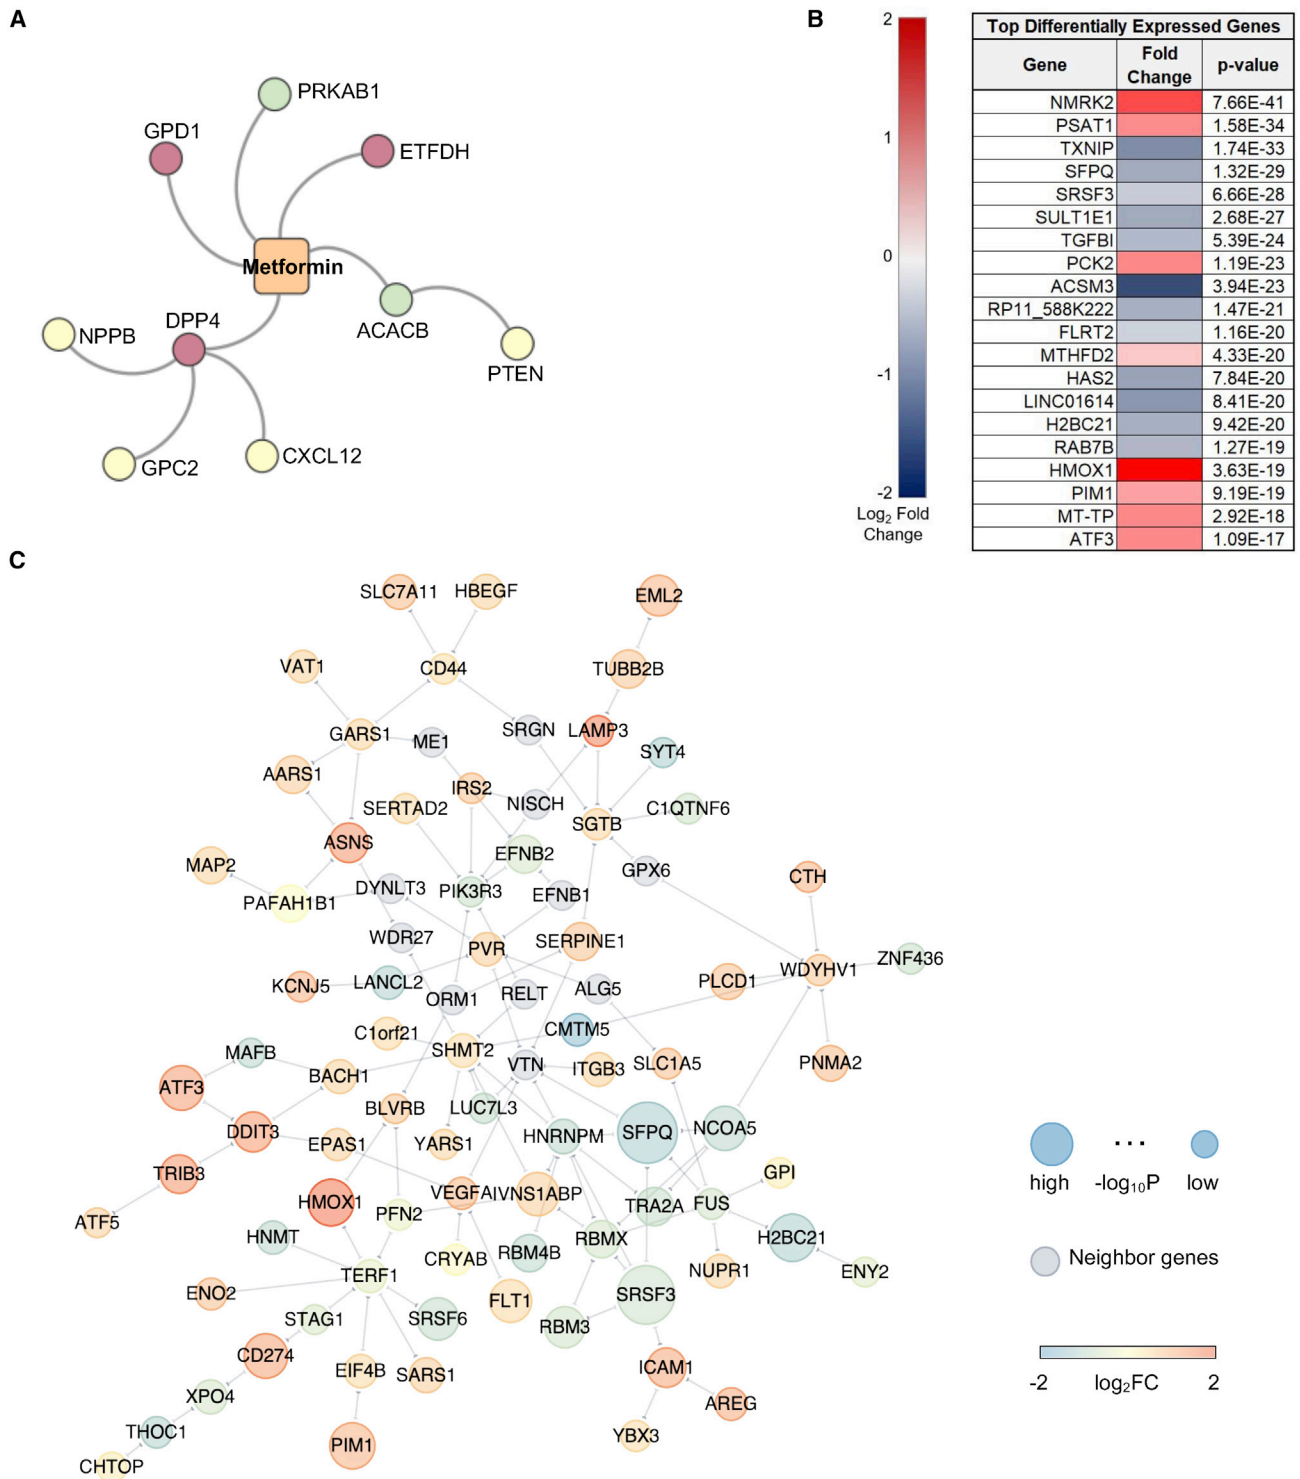 A
PRKAB1
GPD1
ETFDH
Metformin
DPP4
NPPB
ACACB
PTEN
GPC2
CXCL12
B
2
1
0
-1
-2
Log2 Fold
Change
Top Differentially Expressed Genes
Gene Fold Change p-value
NMRK2 7.66E-41
PSAT1 1.58E-34
TXNIP 1.74E-33
SFPQ 1.32E-29
SRSF3 6.66E-28
SULT1E1 2.68E-27
TGFBI 5.39E-24
PCK2 1.19E-23
ACSM3 3.94E-23
RP11_588K222 1.47E-21
FLRT2 1.16E-20
MTHFD2 4.33E-20
HAS2 7.84E-20
LINC01614 8.41E-20
H2BC21 9.42E-20
RAB7B 1.27E-19
HMOX1 3.63E-19
PIM1 9.19E-19
MT-TP 2.92E-18
ATF3 1.09E-17
C
SLC7A11 HBEGF EML2
VAT1 CD44 TUBB2B
GARS1 ME1 SRGN LAMP3
SYT4
AARS1 IRS2
SERTAD2 NISCH C1QTNF6
SGTB
ASNS EFNB2
MAP2 GPX6 CTH
PAFAH1B1 DYNLT3 PIK3R3 EFNB1
WDR27 PVR SERPINE1
ZNF436
KCNJ5 LANCL2 ORM1 RELT ALG5 PLCD1 WDYHV1
C1orf21 CMTM5
MAFB SHMT2 VTN ITGB3 SLC1A5 PNMA2
ATF3 BACH1
BLVRB LUC7L3
DDIT3 EPAS1 YARS1 HNRNPM SFPQ NCOA5
TRIB3 GPI
HMOX1 PFN2 VEGFA IVNS1ABP TRA2A FUS
ATF5
HNMT CRYAB RBM4B RBMX H2BC21
TERF1 NUPR1 ENY2
ENO2 FLT1 SRSF3
STAG1 SRSF6 RBM3
CD274 EIF4B SARS1 ICAM1
XPO4 AREG
THOC1 PIM1 YBX3
CHTOP
...
high -log10P low
Neighbor genes
-2 log2FC 2